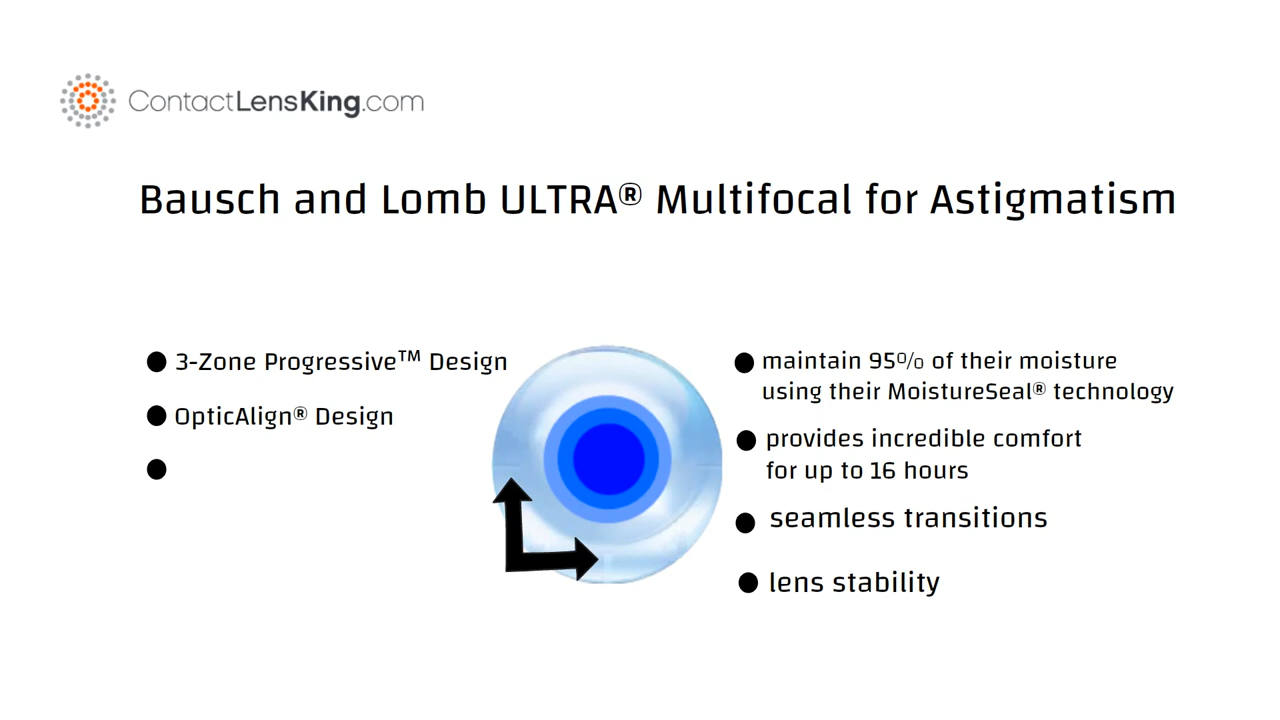 ContactLensKing.com
Bausch and Lomb ULTRA® Multifocal for Astigmatism
● 3-Zone Progressive™ Design
● OpticAlign® Design
●
● maintain 95% of their moisture
using their MoistureSeal® technology
● provides incredible comfort
for up to 16 hours
● seamless transitions
● lens stability